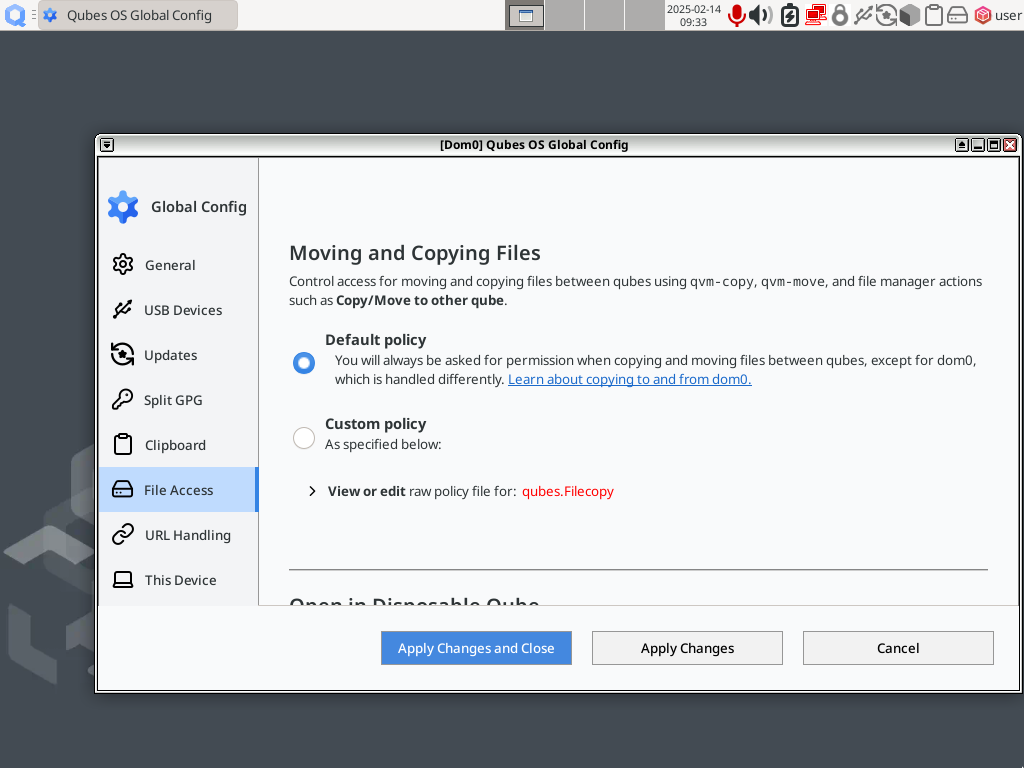 Qubes OS Global Config
2025-02-14
09:33
user
[Dom0] Qubes OS Global Config
Global Config
General
USB Devices
Updates
Split GPG
Clipboard
File Access
URL Handling
This Device
Moving and Copying Files
Control access for moving and copying files between qubes using qvm-copy, qvm-move, and file manager actions
such as Copy/Move to other qube.
Default policy
You will always be asked for permission when copying and moving files between qubes, except for dom0,
which is handled differently. Learn about copying to and from dom0.
Custom policy
As specified below:
View or edit raw policy file for: qubes.Filecopy
Open in Disposable Qube
Apply Changes and Close
Apply Changes
Cancel